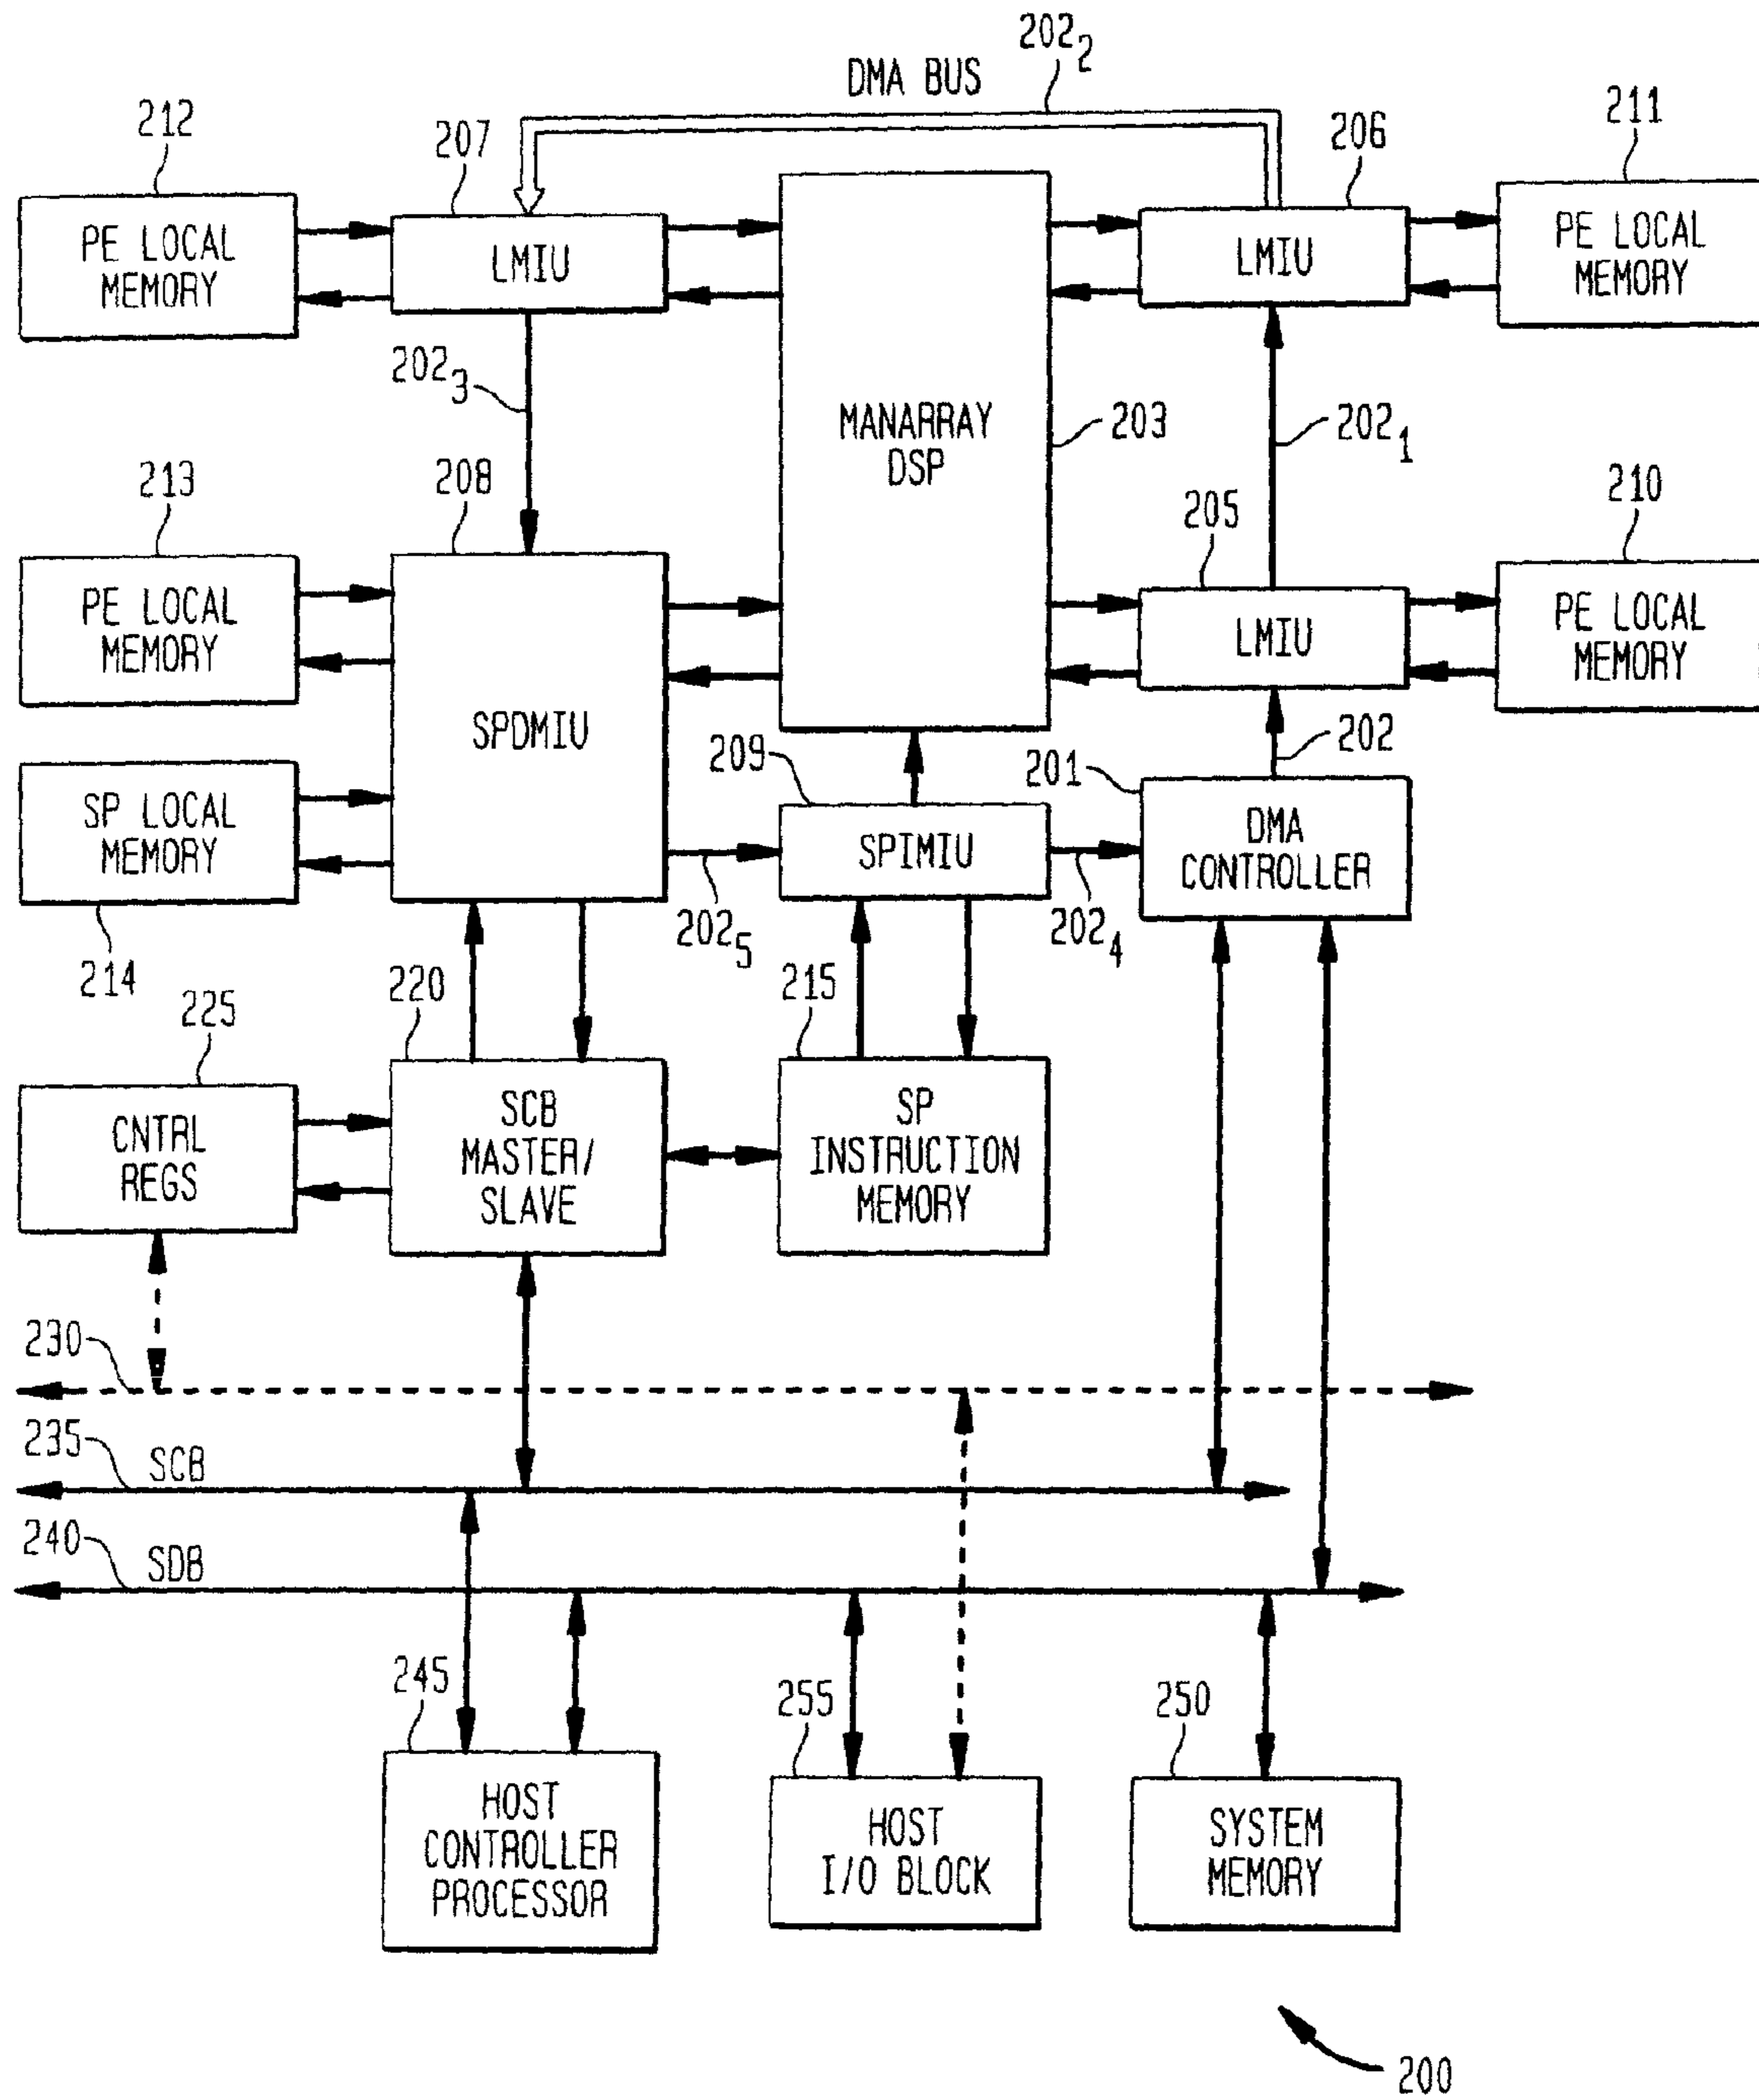 202₂
DMA BUS
212
207
206
211
PE LOCAL
MEMORY
LMIU
LMIU
PE LOCAL
MEMORY
202₃
MANARRAY
DSP
203
202₁
213
208
205
210
PE LOCAL
MEMORY
LMIU
PE LOCAL
MEMORY
SPDMIU
209
201
202
SP LOCAL
MEMORY
SPIMIU
DMA
CONTROLLER
214
202₅
202₄
225
220
215
CNTRL
REGS
SCB
MASTER/
SLAVE
SP
INSTRUCTION
MEMORY
230
235
SCB
240
SDB
245
255
250
HOST
CONTROLLER
PROCESSOR
HOST
I/O BLOCK
SYSTEM
MEMORY
200